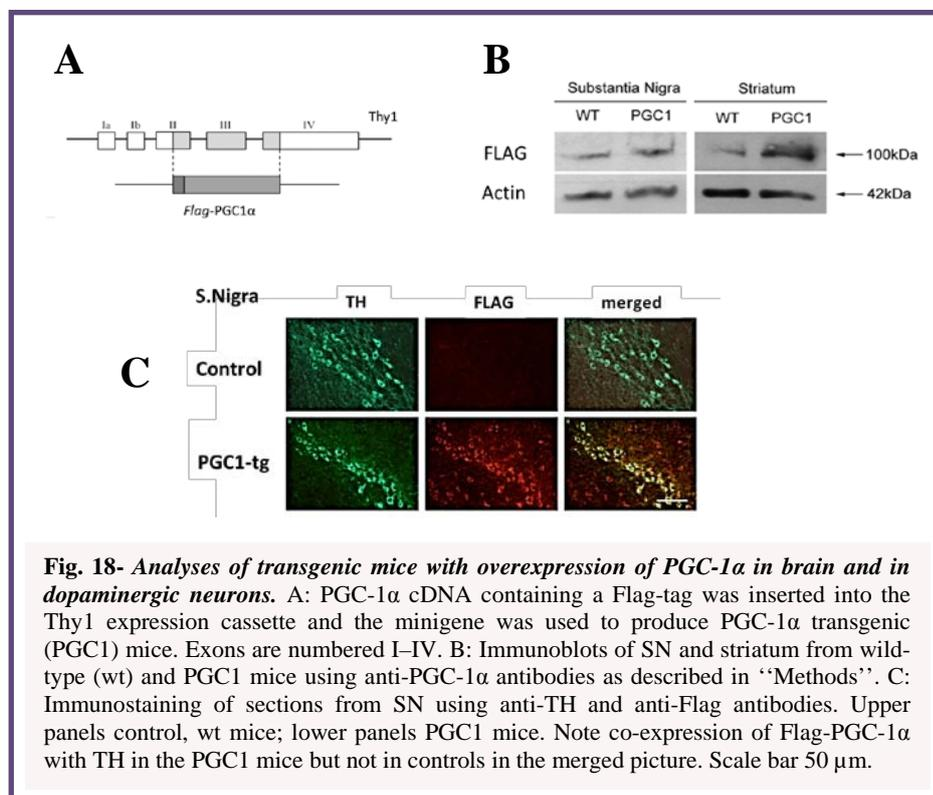 A
Ia Ib II III IV Thy1
Flag-PGC1α
B
Substantia Nigra Striatum
WT PGC1 WT PGC1
FLAG 100kDa
Actin 42kDa
C
S.Nigra TH FLAG merged
Control
PGC1-tg
Fig. 18- Analyses of transgenic mice with overexpression of PGC-1α in brain and in
dopaminergic neurons. A: PGC-1α cDNA containing a Flag-tag was inserted into the
Thy1 expression cassette and the minigene was used to produce PGC-1α transgenic
(PGC1) mice. Exons are numbered I–IV. B: Immunoblots of SN and striatum from wild-
type (wt) and PGC1 mice using anti-PGC-1α antibodies as described in ‘‘Methods’’. C:
Immunostaining of sections from SN using anti-TH and anti-Flag antibodies. Upper
panels control, wt mice; lower panels PGC1 mice. Note co-expression of Flag-PGC-1α
with TH in the PGC1 mice but not in controls in the merged picture. Scale bar 50 µm.